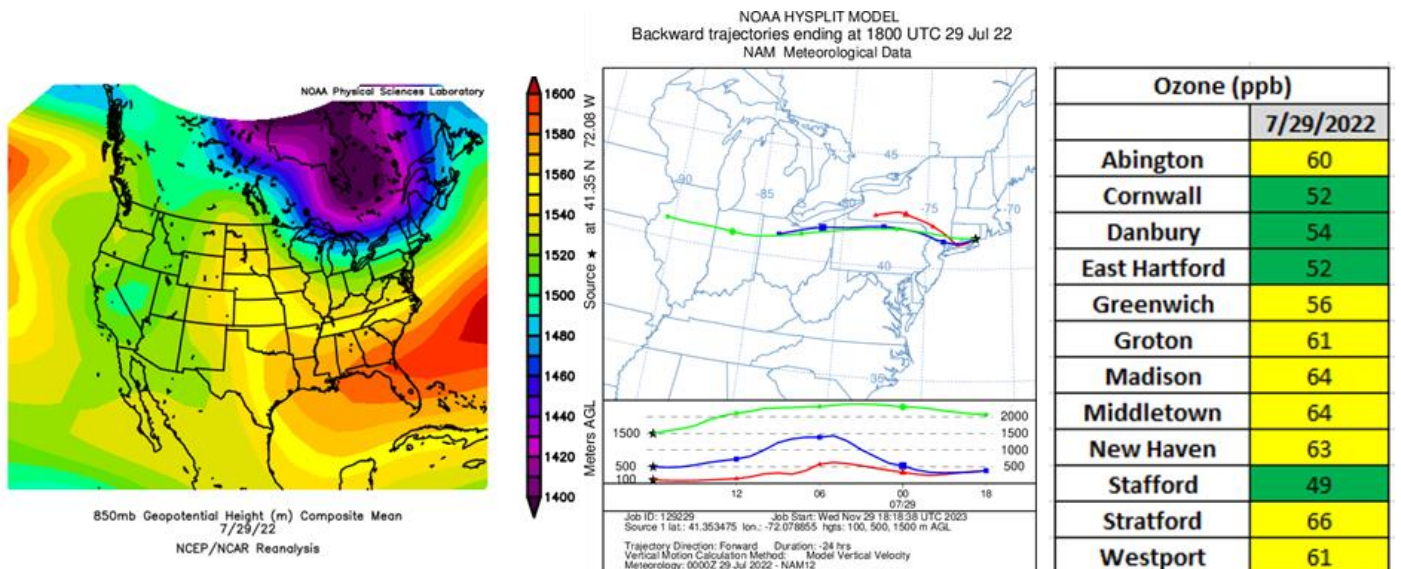 NOAA Physical Sciences Laboratory
850mb Geopotential Height (m) Composite Mean
7/29/22
NCEP/NCAR Reanalysis
1600
1580
1560
1540
1520
1500
1480
1460
1440
1420
1400
NOAA HYSPLIT MODEL
Backward trajectories ending at 1800 UTC 29 Jul 22
NAM Meteorological Data
Source ★ at 41.35 N 72.08 W
45
-90
-85
-80
-75
-70
40
35
Meters AGL
1500
500
100
2000
1500
1000
500
12 06 00 18
07/29
Job ID: 129229 Job Start: Wed Nov 29 18:18:38 UTC 2023
Source 1 lat.: 41.353475 lon.: -72.078855 hgts: 100, 500, 1500 m AGL
Trajectory Direction: Forward Duration: -24 hrs
Vertical Motion Calculation Method: Model Vertical Velocity
Meteorology: 0000Z 29 Jul 2022 - NAM12
Ozone (ppb)
7/29/2022
Abington 60
Cornwall 52
Danbury 54
East Hartford 52
Greenwich 56
Groton 61
Madison 64
Middletown 64
New Haven 63
Stafford 49
Stratford 66
Westport 61